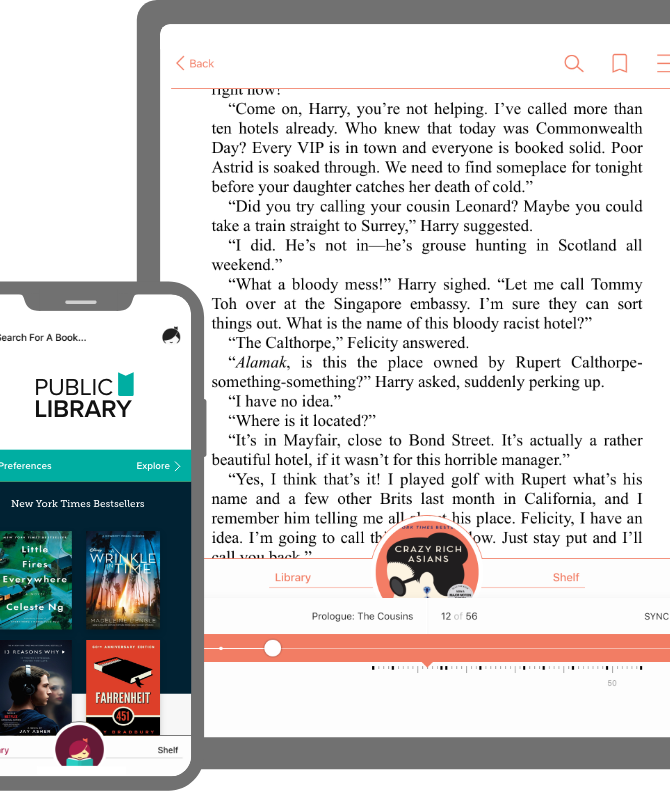 Back
right now!
“Come on, Harry, you’re not helping. I’ve called more than
ten hotels already. Who knew that today was Commonwealth
Day? Every VIP is in town and everyone is booked solid. Poor
Astrid is soaked through. We need to find someplace for tonight
before your daughter catches her death of cold.”
“Did you try calling your cousin Leonard? Maybe you could
take a train straight to Surrey,” Harry suggested.
“I did. He’s not in—he’s grouse hunting in Scotland all
weekend.”
“What a bloody mess!” Harry sighed. “Let me call Tommy
Toh over at the Singapore embassy. I’m sure they can sort
things out. What is the name of this bloody racist hotel?”
“The Calthorpe,” Felicity answered.
“Alamak, is this the place owned by Rupert Calthorpe-
something-something?” Harry asked, suddenly perking up.
“I have no idea.”
“Where is it located?”
“It’s in Mayfair, close to Bond Street. It’s actually a rather
beautiful hotel, if it wasn’t for this horrible manager.”
“Yes, I think that’s it! I played golf with Rupert what’s his
name and a few other Brits last month in California, and I
remember him telling me all about his place. Felicity, I have an
idea. I’m going to call th low. Just stay put and I’ll
call you back.”
CRAZY RICH
ASIANS
Library
Shelf
Prologue: The Cousins
12 of 56
SYNC
50
Search For A Book...
PUBLIC
LIBRARY
Preferences
Explore
New York Times Bestsellers
Little
Fires
Everywhere
Celeste Ng
Disney
WRINKLE
TIME
MADELEINE L'ENGLE
13 REASONS WHY
JAY ASHER
60TH ANNIVERSARY EDITION
FAHRENHEIT
451
RAY BRADBURY
ry
Shelf